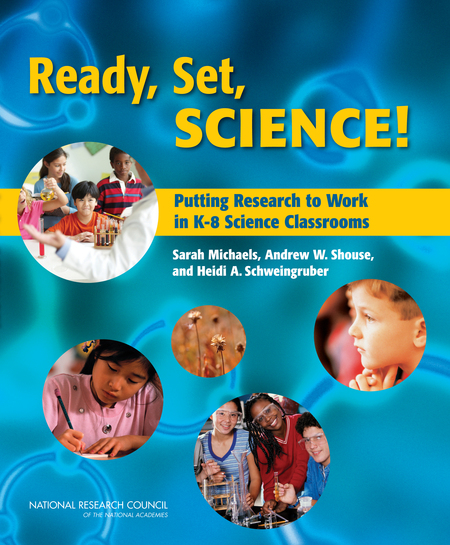 Ready, Set,
SCIENCE!
Putting Research to Work
in K-8 Science Classrooms
Sarah Michaels, Andrew W. Shouse,
and Heidi A. Schweingruber
NATIONAL RESEARCH COUNCIL
OF THE NATIONAL ACADEMIES